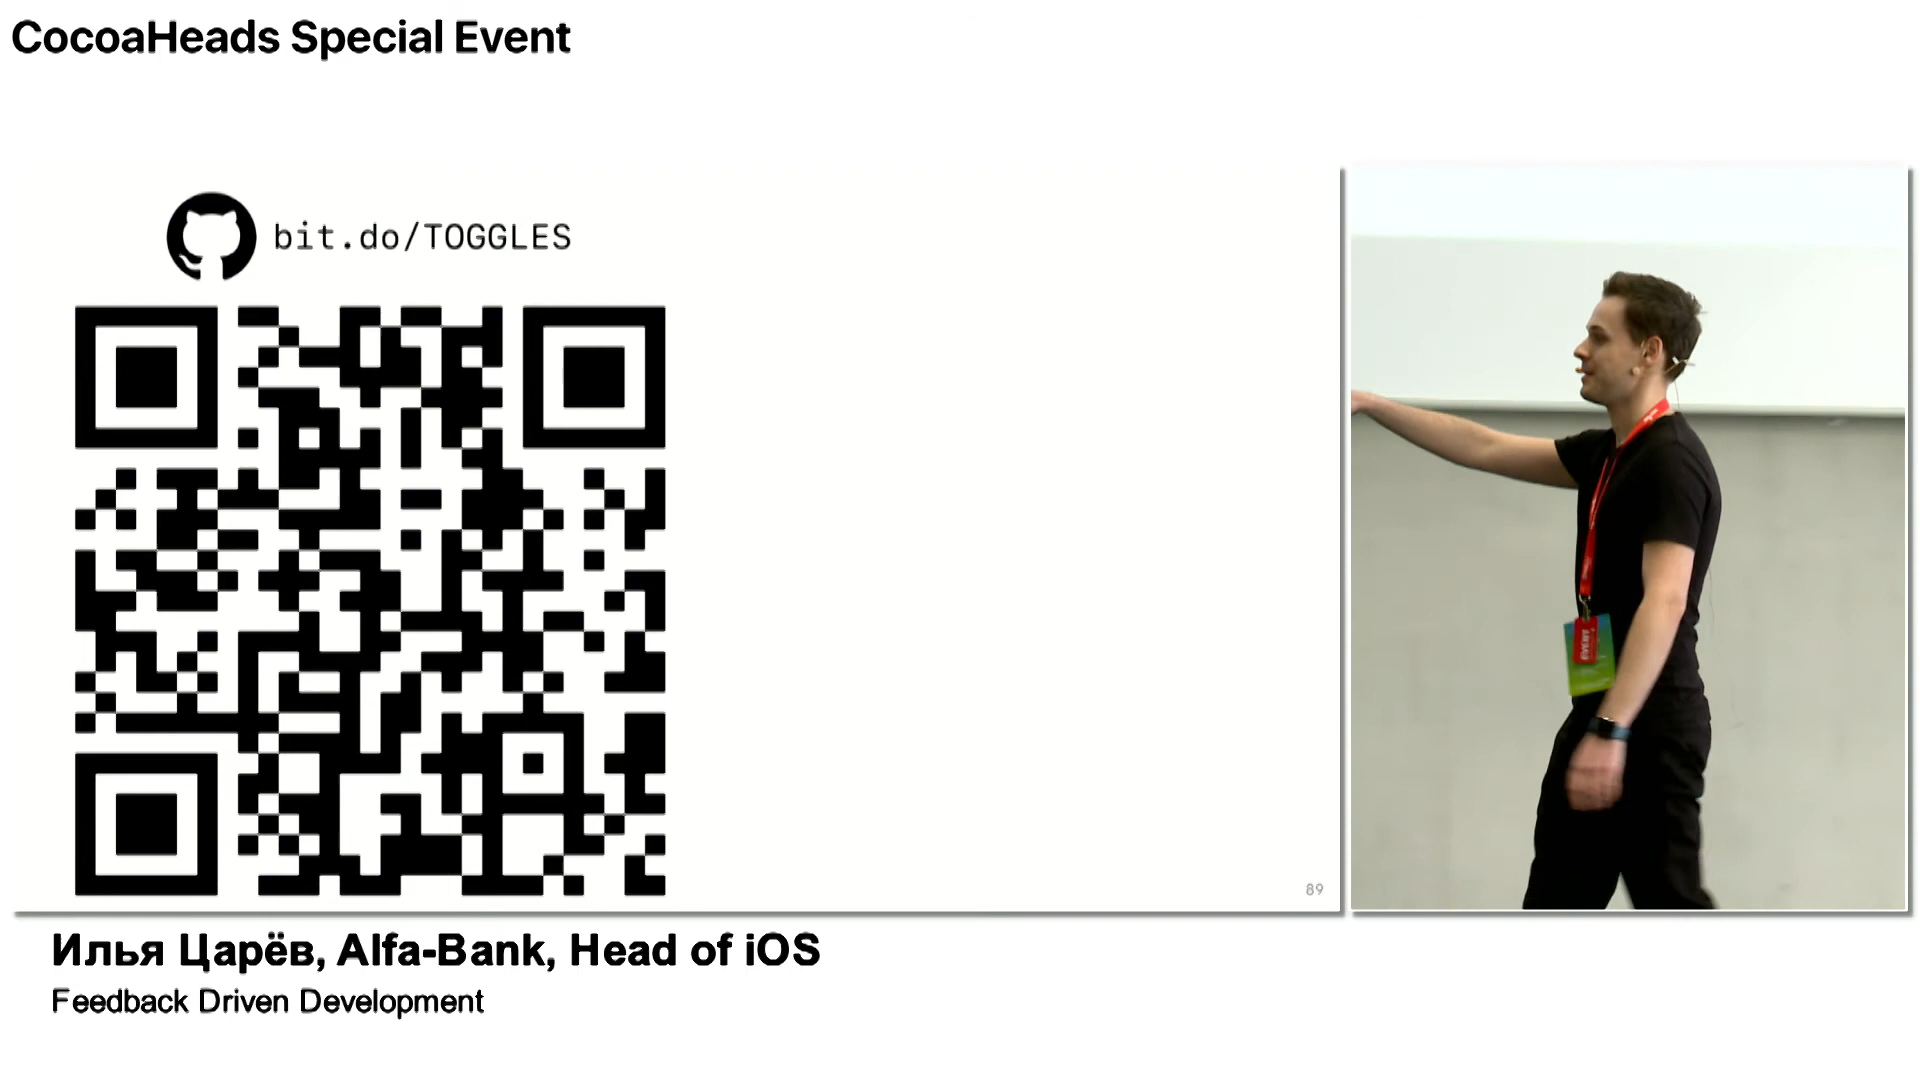 CocoaHeads Special Event
bit.do/TOGGLES
89
Илья Царёв, Alfa-Bank, Head of iOS
Feedback Driven Development